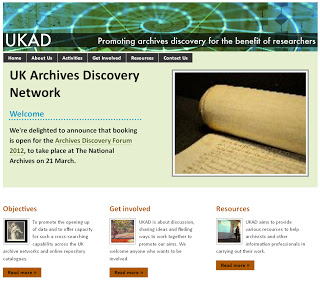 UKAD
Promoting archives discovery for the benefit of researchers
Home About Us Activities Get Involved Resources Contact Us
UK Archives Discovery
Network
Welcome
We're delighted to announce that booking
is open for the Archives Discovery Forum
2012, to take place at The National
Archives on 21 March.
Objectives
To promote the opening up
of data and to offer capacity
for such a cross-searching
capability across the UK
archive networks and online repository
catalogues.
Read more »
Get involved
UKAD is about discussion,
sharing ideas and finding
ways to work together to
promote our aims. We
welcome anyone who wants to be
involved.
Read more »
Resources
UKAD aims to provide
various resources to help
archivists and other
information professionals in
carrying out their work.
Read more »